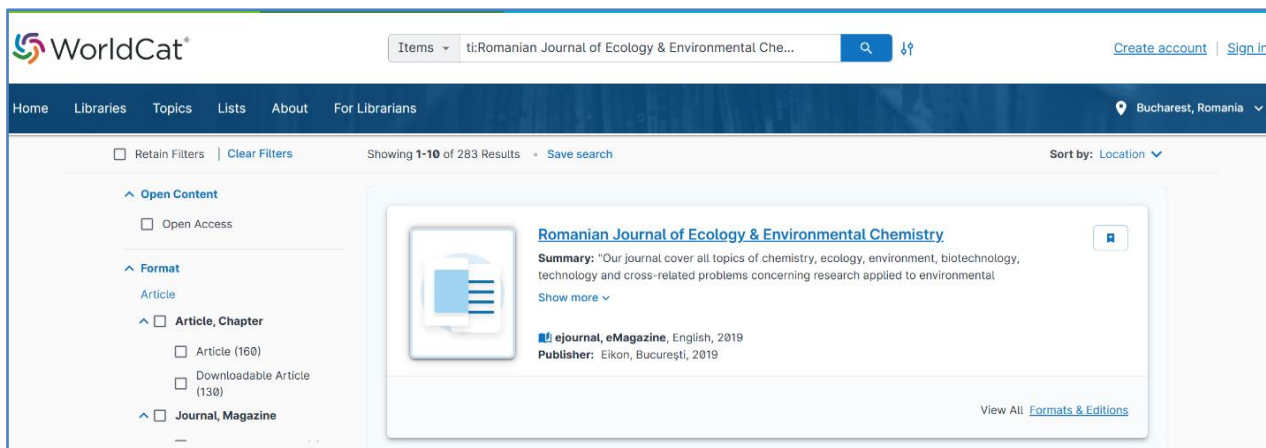 WorldCat®
Items ti:Romanian Journal of Ecology & Environmental Che...
Create account | Sign in
Home Libraries Topics Lists About For Librarians
Bucharest, Romania
Retain Filters | Clear Filters
Showing 1-10 of 283 Results • Save search
Sort by: Location
Open Content
Open Access
Format
Article
Article, Chapter
Article (160)
Downloadable Article
(130)
Journal, Magazine
Romanian Journal of Ecology & Environmental Chemistry
Summary: "Our journal cover all topics of chemistry, ecology, environment, biotechnology,
technology and cross-related problems concerning research applied to environmental
Show more
ejournal, eMagazine, English, 2019
Publisher: Eikon, București, 2019
View All Formats & Editions